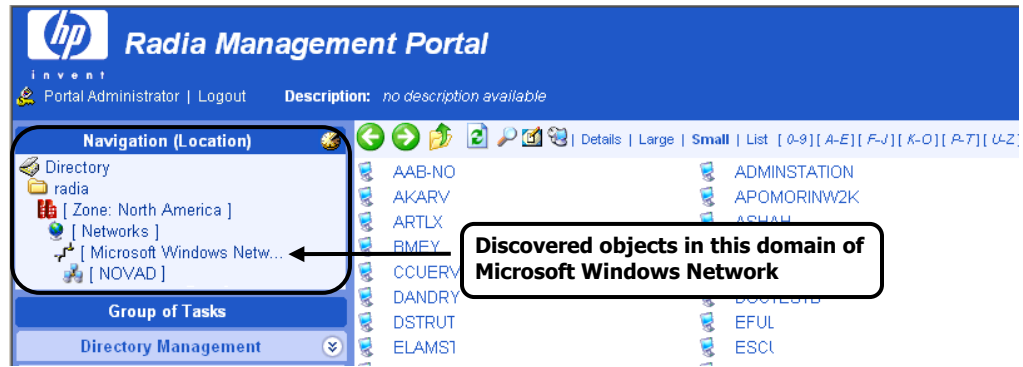 hp
invent
Radia Management Portal
Portal Administrator | Logout Description: no description available
Navigation (Location)
Directory
radia
[ Zone: North America ]
[ Networks ]
[ Microsoft Windows Netw...
[ NOVAD ]
Group of Tasks
Directory Management
| Details | Large | Small | List [ 0-9 ] [ A-E ] [ F-J ] [ K-O ] [ P-T ] [ U-Z ]
AAB-NO ADMINSTATION
AKARV APOMORINW2K
ARTLX ASHAH
BMEY
CCUERV
DANDRY
DSTRUT EFUL
ELAMST ESCU
Discovered objects in this domain of
Microsoft Windows Network